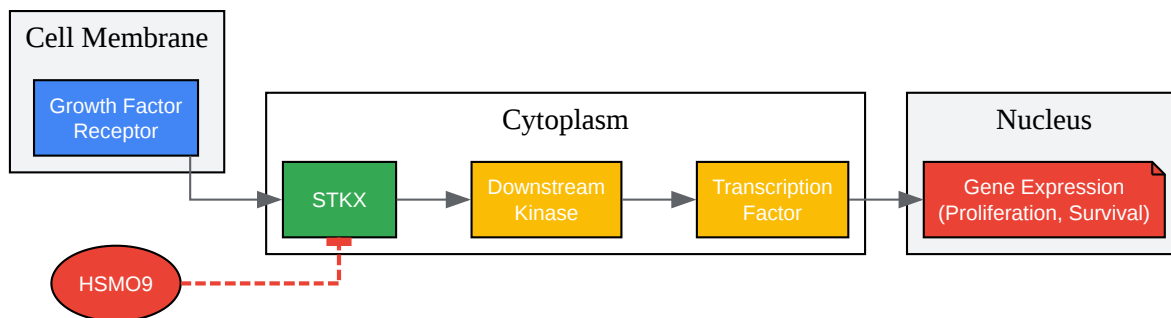 Cell Membrane
Growth Factor
Receptor
Cytoplasm
STKX
Downstream
Kinase
Transcription
Factor
Nucleus
Gene Expression
(Proliferation, Survival)
HSMO9